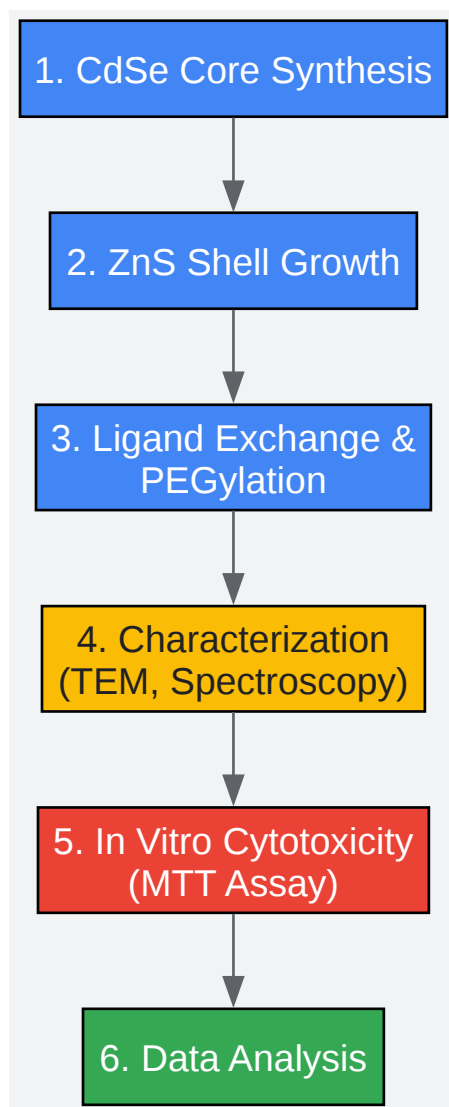 1. CdSe Core Synthesis
2. ZnS Shell Growth
3. Ligand Exchange &
PEGylation
4. Characterization
(TEM, Spectroscopy)
5. In Vitro Cytotoxicity
(MTT Assay)
6. Data Analysis